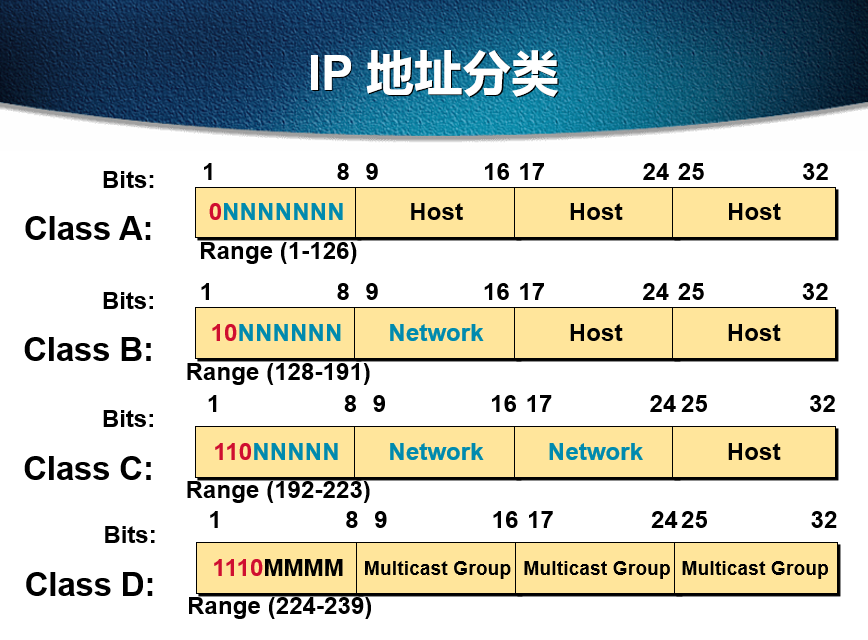 IP 地址分类
Bits: 1 8 9 16 17 24 25 32
Class A: 0NNNNNNN Host Host Host
Range (1-126)
Bits: 1 8 9 16 17 24 25 32
Class B: 10NNNNNN Network Host Host
Range (128-191)
Bits: 1 8 9 16 17 24 25 32
Class C: 110NNNNN Network Network Host
Range (192-223)
Bits: 1 8 9 16 17 24 25 32
Class D: 1110MMMM Multicast Group Multicast Group Multicast Group
Range (224-239)